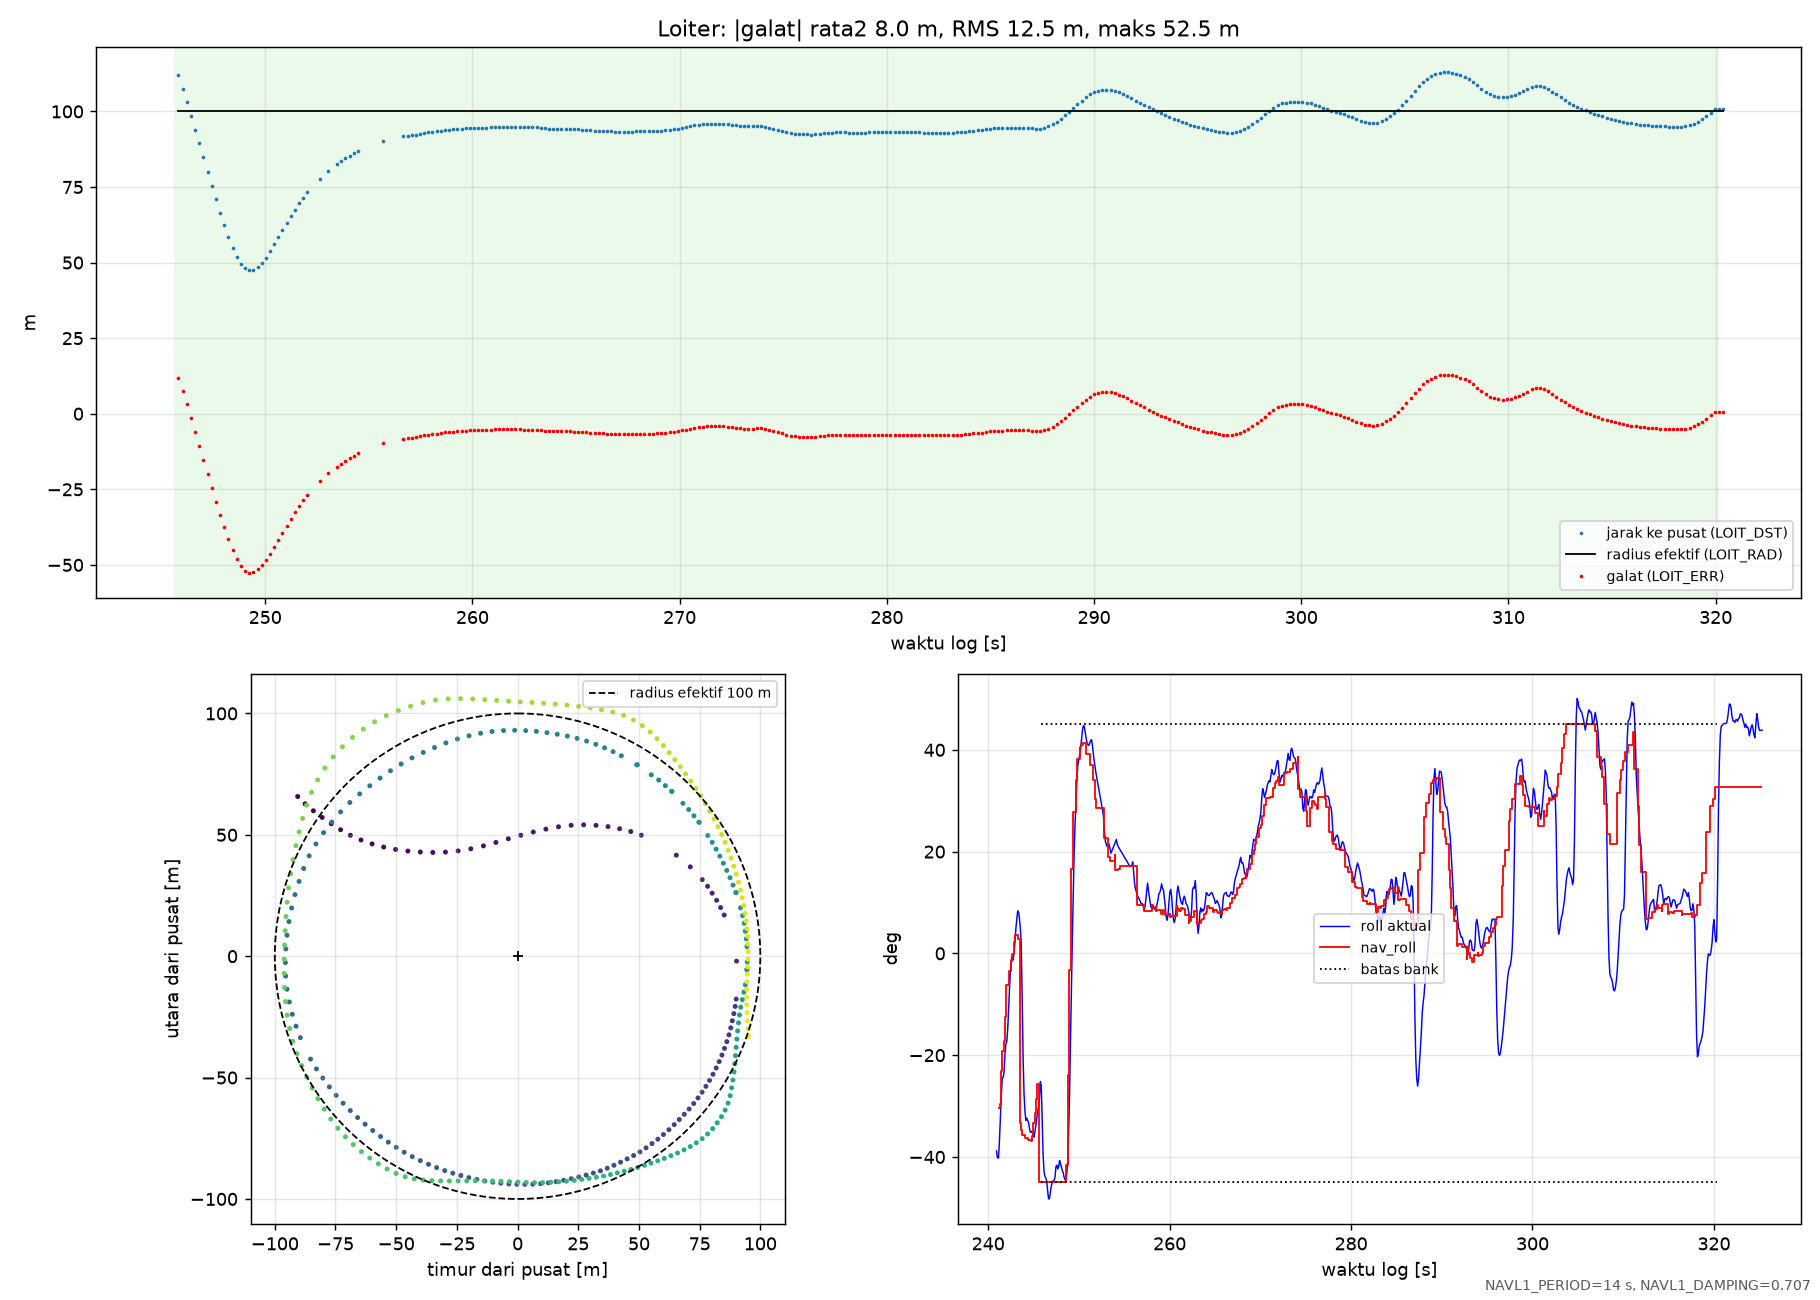 Loiter: |galat| rata2 8.0 m, RMS 12.5 m, maks 52.5 m
m
100
75
50
25
0
−25
−50
250 260 270 280 290 300 310 320
waktu log [s]
jarak ke pusat (LOIT_DST)
radius efektif (LOIT_RAD)
galat (LOIT_ERR)
utara dari pusat [m]
100
50
0
−50
−100
−100 −75 −50 −25 0 25 50 75 100
timur dari pusat [m]
radius efektif 100 m
deg
40
20
0
−20
−40
240 260 280 300 320
waktu log [s]
roll aktual
nav_roll
batas bank
NAVL1_PERIOD=14 s, NAVL1_DAMPING=0.707